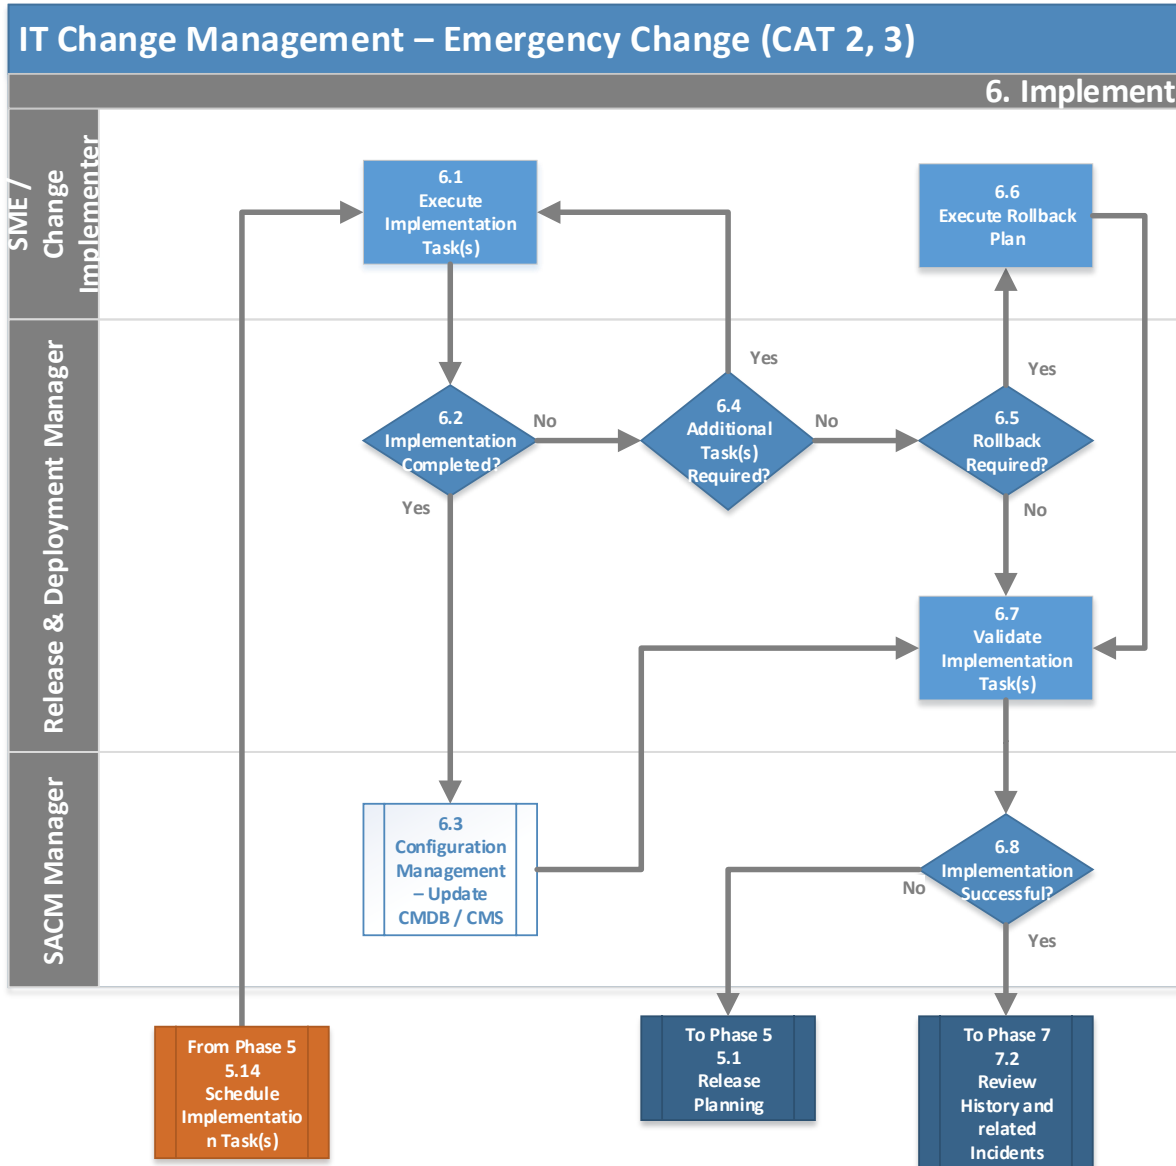 IT Change Management – Emergency Change (CAT 2, 3)
6. Implement
SME /
Change
Implementer
6.1
Execute
Implementation
Task(s)
6.6
Execute Rollback
Plan
Release & Deployment Manager
Yes
Yes
6.2
Implementation
Completed?
No
6.4
Additional
Task(s)
Required?
No
6.5
Rollback
Required?
Yes
No
6.7
Validate
Implementation
Task(s)
SACM Manager
6.3
Configuration
Management
– Update
CMDB / CMS
6.8
Implementation
Successful?
No
Yes
From Phase 5
5.14
Schedule
Implementatio
n Task(s)
To Phase 5
5.1
Release
Planning
To Phase 7
7.2
Review
History and
related
Incidents